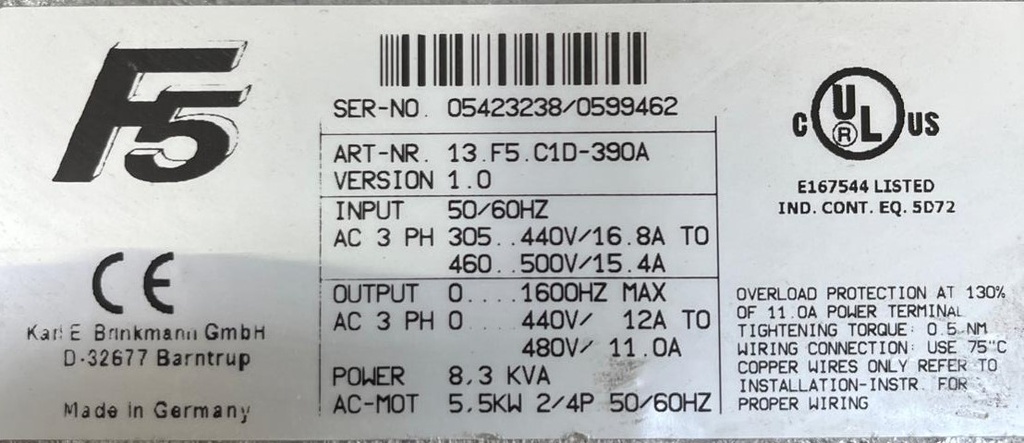 F5
SER-NO. 05423238/0599462
ART-NR. 13.F5.C1D-390A
VERSION 1.0
INPUT 50/60HZ
AC 3 PH 305..440V/16.8A TO
460..500V/15.4A
OUTPUT 0....1600HZ MAX
AC 3 PH 0 440V/ 12A TO
480V/ 11.0A
POWER 8,3 KVA
AC-MOT 5,5KW 2/4P 50/60HZ
CE
Karl E Brinkmann GmbH
D-32677 Barntrup
Made in Germany
C UL US
®
E167544 LISTED
IND. CONT. EQ. 5D72
OVERLOAD PROTECTION AT 130%
OF 11.0A POWER TERMINAL
TIGHTENING TORQUE: 0.5 NM
WIRING CONNECTION: USE 75°C
COPPER WIRES ONLY REFER TO
INSTALLATION-INSTR. FOR
PROPER WIRING